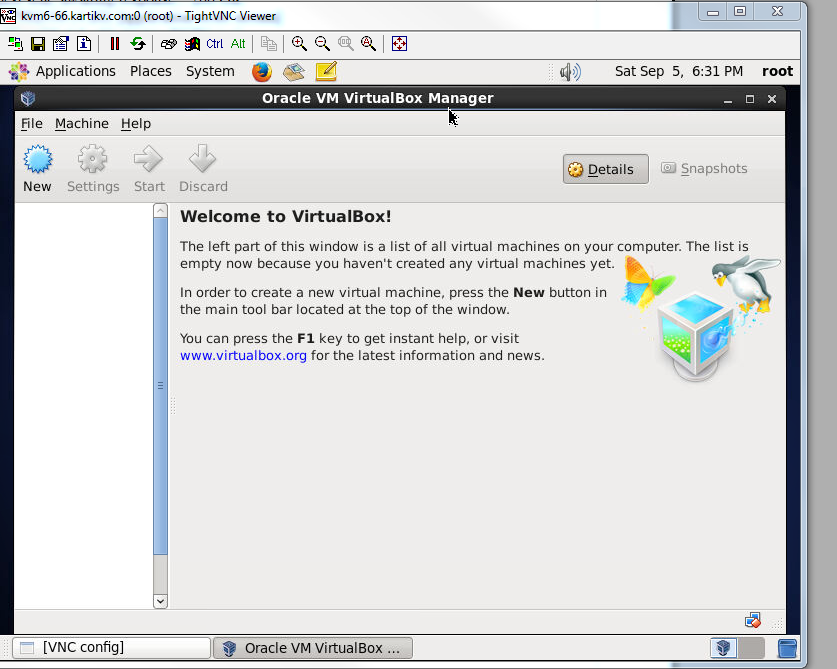 kvm6-66.kartikv.com:0 (root) - TightVNC Viewer
Ctrl Alt
Applications Places System Sat Sep 5, 6:31 PM root
Oracle VM VirtualBox Manager
File Machine Help
New Settings Start Discard Details Snapshots
Welcome to VirtualBox!
The left part of this window is a list of all virtual machines on your computer. The list is
empty now because you haven't created any virtual machines yet.
In order to create a new virtual machine, press the New button in
the main tool bar located at the top of the window.
You can press the F1 key to get instant help, or visit
www.virtualbox.org for the latest information and news.
[VNC config] Oracle VM VirtualBox ...